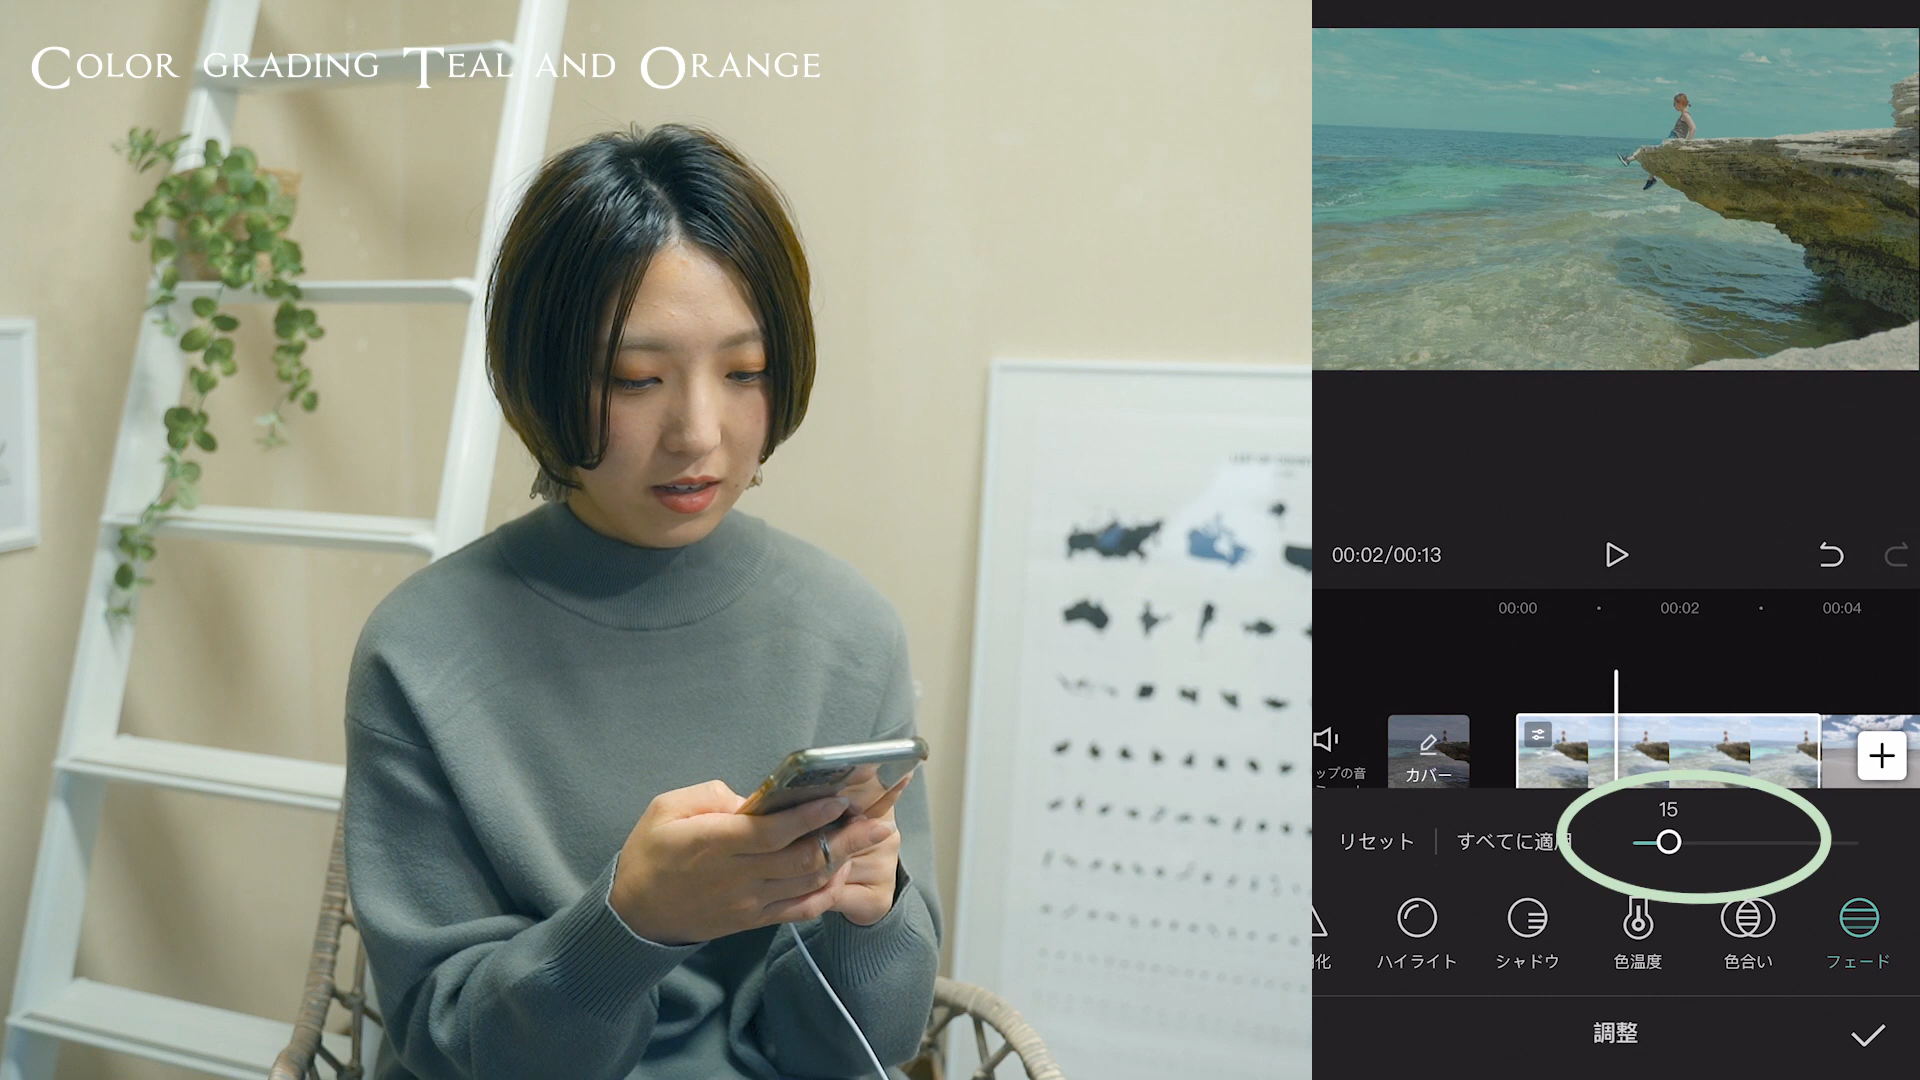 COLOR GRADING TEAL AND ORANGE
00:02/00:13
00:00 00:02 00:04
ップの音
カバー
15
リセット すべてに適用
化 ハイライト シャドウ 色温度 色合い フェード
調整